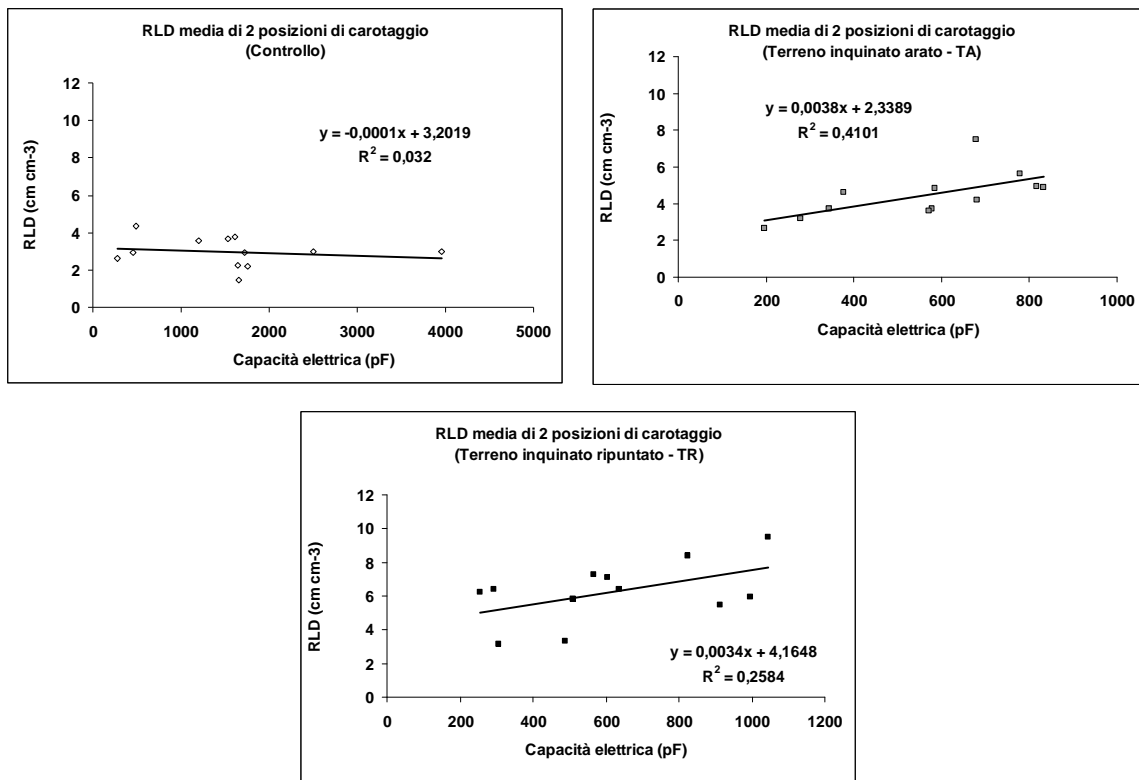 RLD media di 2 posizioni di carotaggio
(Controllo)
12
10
8
6
4
2
0
RLD (cm cm-3)
y = -0,0001x + 3,2019
R² = 0,032
0 1000 2000 3000 4000 5000
Capacità elettrica (pF)
RLD media di 2 posizioni di carotaggio
(Terreno inquinato arato - TA)
12
10
8
6
4
2
0
RLD (cm cm-3)
y = 0,0038x + 2,3389
R² = 0,4101
0 200 400 600 800 1000
Capacità elettrica (pF)
RLD media di 2 posizioni di carotaggio
(Terreno inquinato ripuntato - TR)
12
10
8
6
4
2
0
RLD (cm cm-3)
y = 0,0034x + 4,1648
R² = 0,2584
0 200 400 600 800 1000 1200
Capacità elettrica (pF)